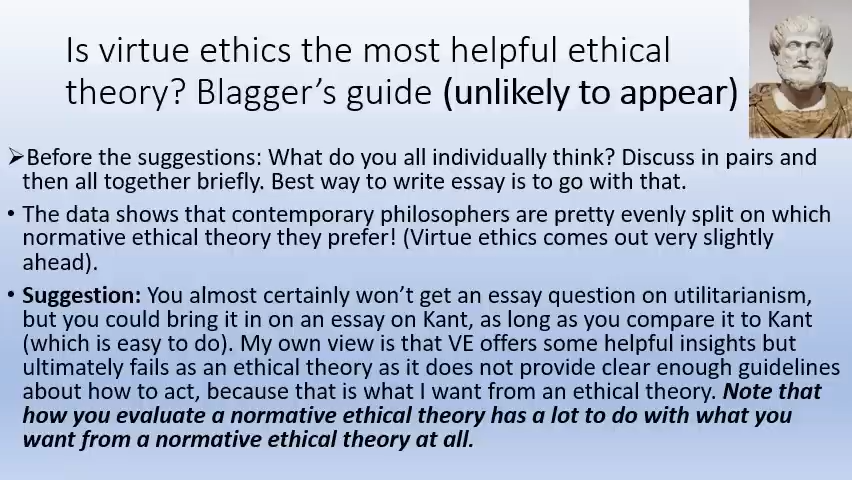 Is virtue ethics the most helpful ethical
theory? Blagger’s guide (unlikely to appear)
➢Before the suggestions: What do you all individually think? Discuss in pairs and
then all together briefly. Best way to write essay is to go with that.
• The data shows that contemporary philosophers are pretty evenly split on which
normative ethical theory they prefer! (Virtue ethics comes out very slightly
ahead).
• Suggestion: You almost certainly won’t get an essay question on utilitarianism,
but you could bring it in on an essay on Kant, as long as you compare it to Kant
(which is easy to do). My own view is that VE offers some helpful insights but
ultimately fails as an ethical theory as it does not provide clear enough guidelines
about how to act, because that is what I want from an ethical theory. Note that
how you evaluate a normative ethical theory has a lot to do with what you
want from a normative ethical theory at all.